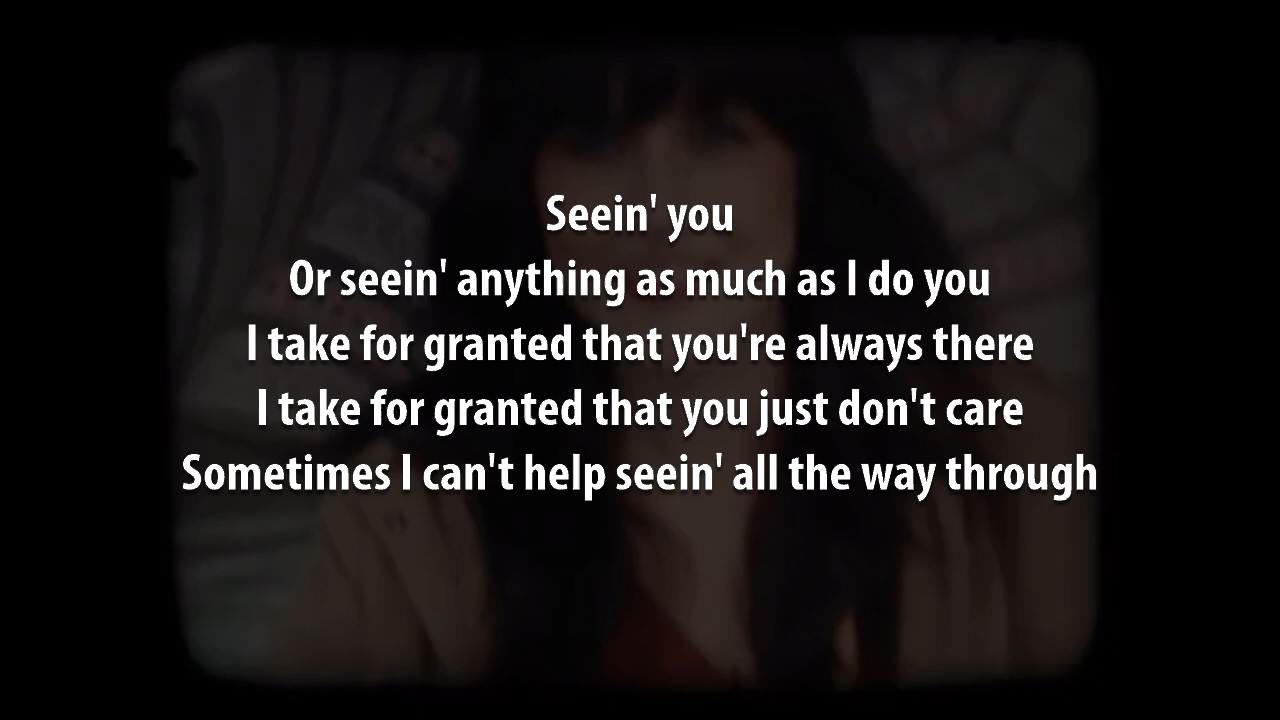 Seein' you
Or seein' anything as much as I do you
I take for granted that you're always there
I take for granted that you just don't care
Sometimes I can't help seein' all the way through